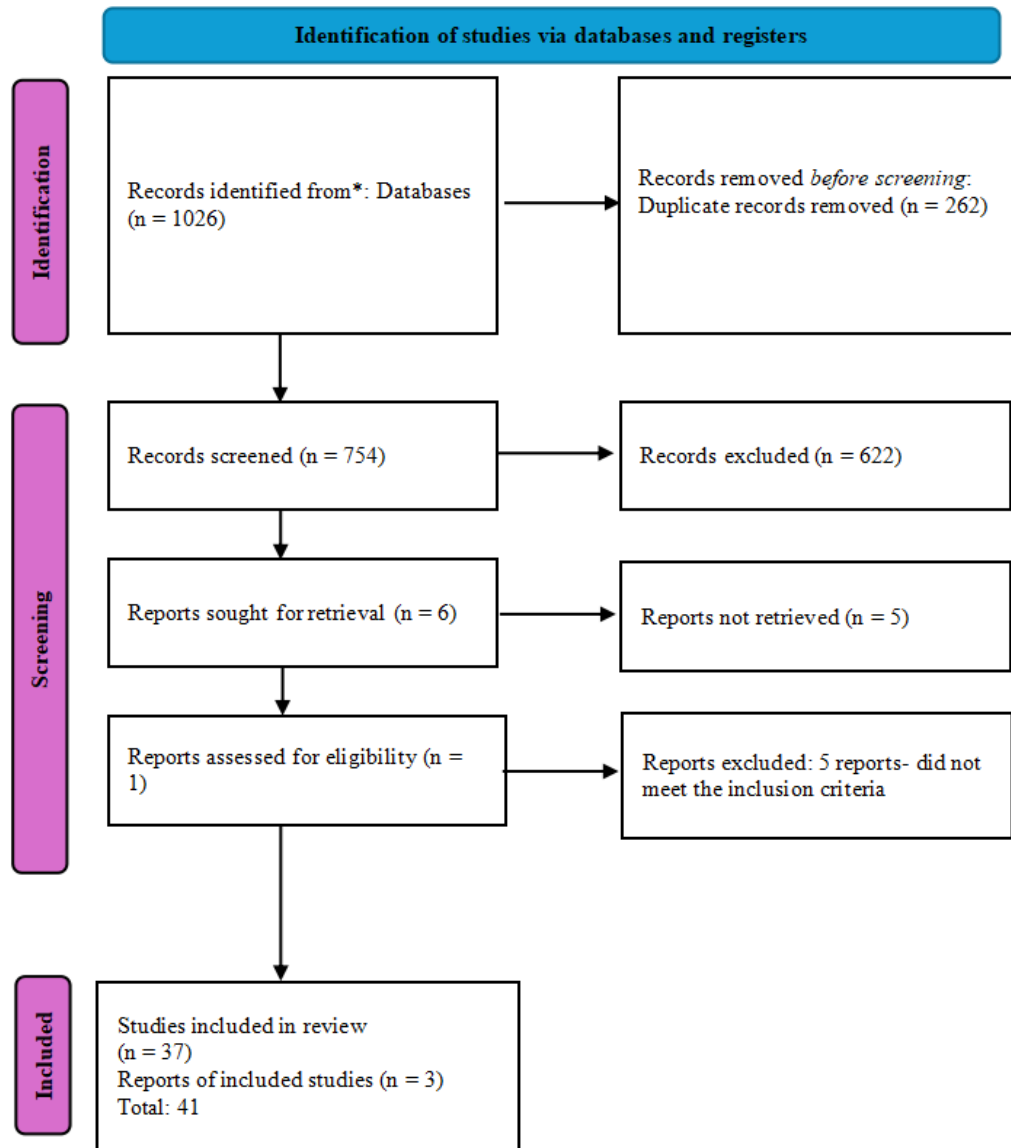 Identification of studies via databases and registers
Identification
Records identified from*: Databases
(n = 1026)
Records removed before screening:
Duplicate records removed (n = 262)
Screening
Records screened (n = 754)
Records excluded (n = 622)
Reports sought for retrieval (n = 6)
Reports not retrieved (n = 5)
Reports assessed for eligibility (n =
1)
Reports excluded: 5 reports- did not
meet the inclusion criteria
Included
Studies included in review
(n = 37)
Reports of included studies (n = 3)
Total: 41